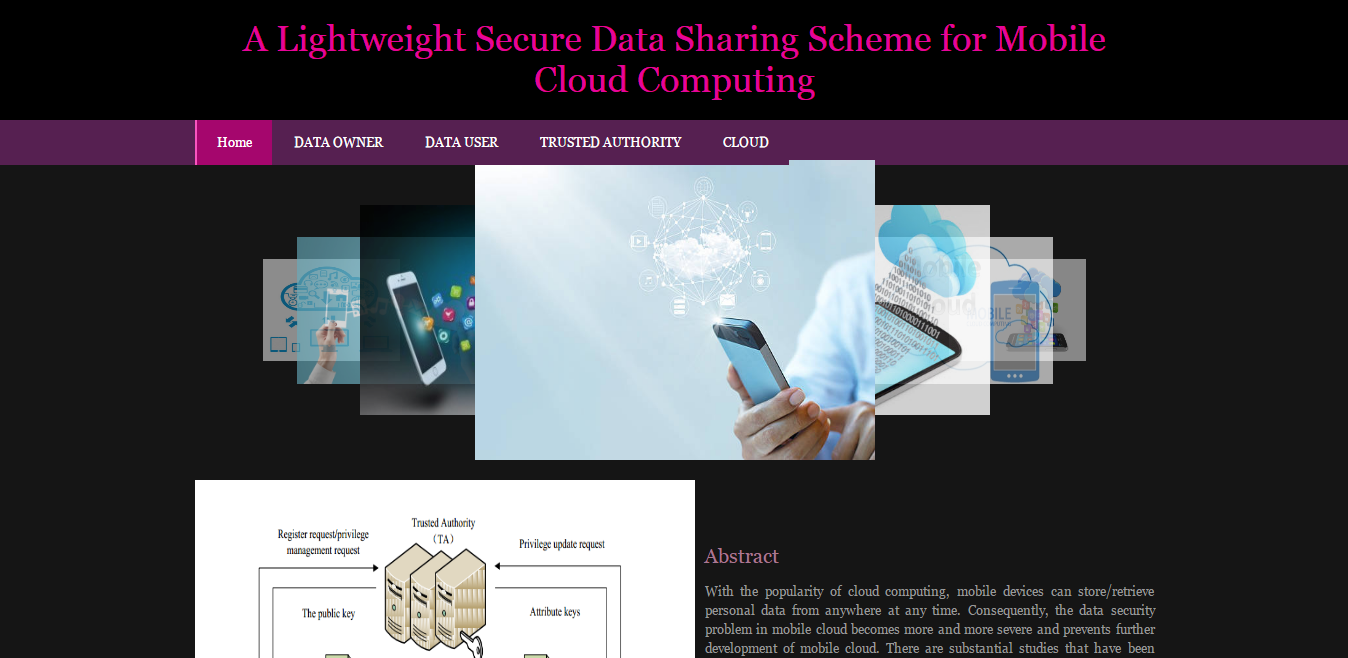 A Lightweight Secure Data Sharing Scheme for Mobile
Cloud Computing
Home DATA OWNER DATA USER TRUSTED AUTHORITY CLOUD
Trusted Authority
(TA)
Register request/privilege
management request
Privilege update request
The public key
Attribute keys
Abstract
With the popularity of cloud computing, mobile devices can store/retrieve
personal data from anywhere at any time. Consequently, the data security
problem in mobile cloud becomes more and more severe and prevents further
development of mobile cloud. There are substantial studies that have been